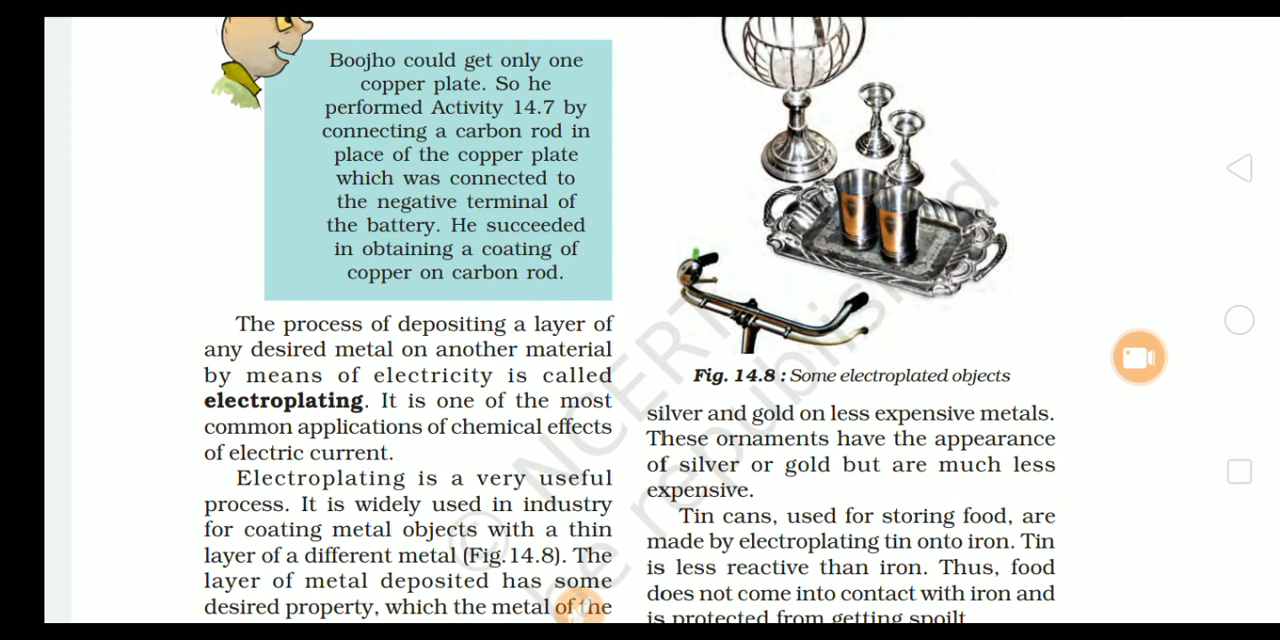 Boojho could get only one
copper plate. So he
performed Activity 14.7 by
connecting a carbon rod in
place of the copper plate
which was connected to
the negative terminal of
the battery. He succeeded
in obtaining a coating of
copper on carbon rod.
The process of depositing a layer of
any desired metal on another material
by means of electricity is called
electroplating. It is one of the most
common applications of chemical effects
of electric current.
Electroplating is a very useful
process. It is widely used in industry
for coating metal objects with a thin
layer of a different metal (Fig. 14.8). The
layer of metal deposited has some
desired property, which the metal of the
Fig. 14.8 : Some electroplated objects
silver and gold on less expensive metals.
These ornaments have the appearance
of silver or gold but are much less
expensive.
Tin cans, used for storing food, are
made by electroplating tin onto iron. Tin
is less reactive than iron. Thus, food
does not come into contact with iron and
is protected from getting spoilt
© NCERT
be republished